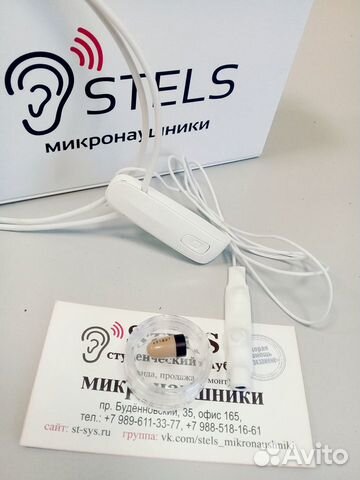 STELS
микронаушники
STELS
микронаушники
пр. Будённовский, 35, офис 165,
тел.: +7 989-611-33-77, +7 988-518-16-61
сайт: st-sys.ru группа: vk.com/stels_mikronaushniki
Avito